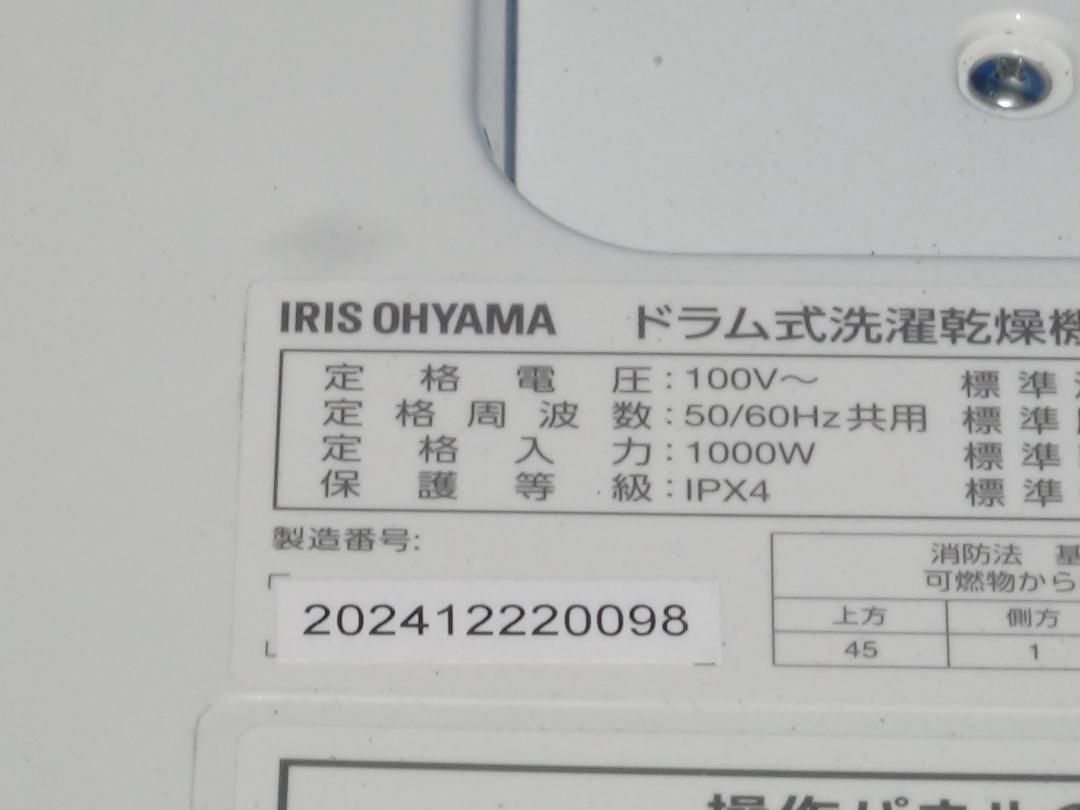 IRIS OHYAMA ドラム式洗濯乾燥機
定格電圧:100V～ 標準
定格周波数:50/60Hz共用 標準
定格入力:1000W 標準
保護等級:IPX4 標準
製造番号:
202412220098
消防法 基
可燃物から
上方 側方
45 1